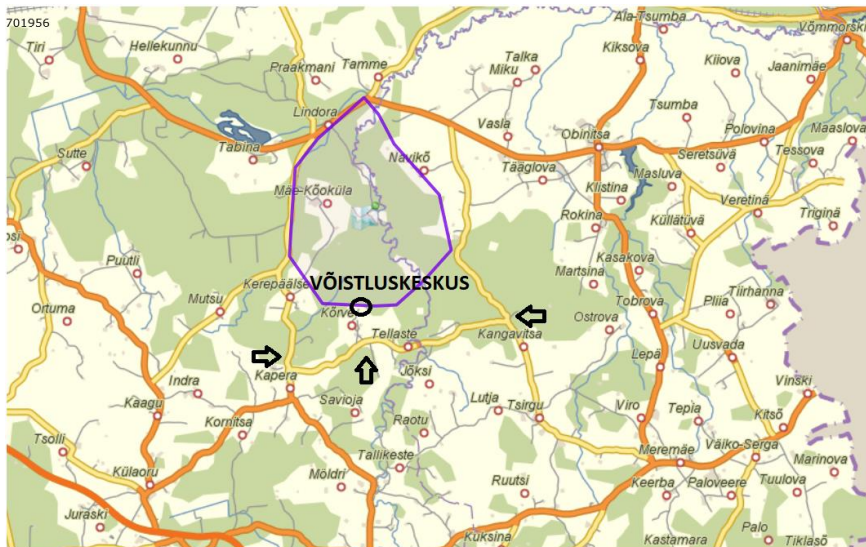 701956
Ala-Tsumba
Võmmorski
Tiri
Hellekunnu
Tamme
Talka
Miku
Kiksova
Kiiova
Jaanimäe
Praakmani
Tsumba
Lindora
Vasla
Obinitsa
Polovina
Maaslova
Sutte
Tabina
Navikõ
Tääglova
Seretsüvä
Tessova
Masluva
Mäe-Kõoküla
Klistina
Veretinä
Rokina
Küllätüvä
Triginä
Puutli
Kasakova
VÕISTLUSKESKUS
Martsina
Kerepäälse
Ortuma
Mutsu
Kõrve
Tobrova
Pliia
Tiirhanna
Ostrova
Tellaste
Kangavitsa
Uusvada
Lepä
Indra
Kapera
Jõksi
Vinski
Kaagu
Savioja
Lutja
Tsirgu
Viro
Tepia
Kitsõ
Kornitsa
Raotu
Tsolli
Meremäe
Väiko-Serga
Külaoru
Tallikeste
Möldri
Ruutsi
Keerba
Paloveere
Tuulova
Marinova
Juraski
Kuksina
Kastamara
Palo
Tiklasõ